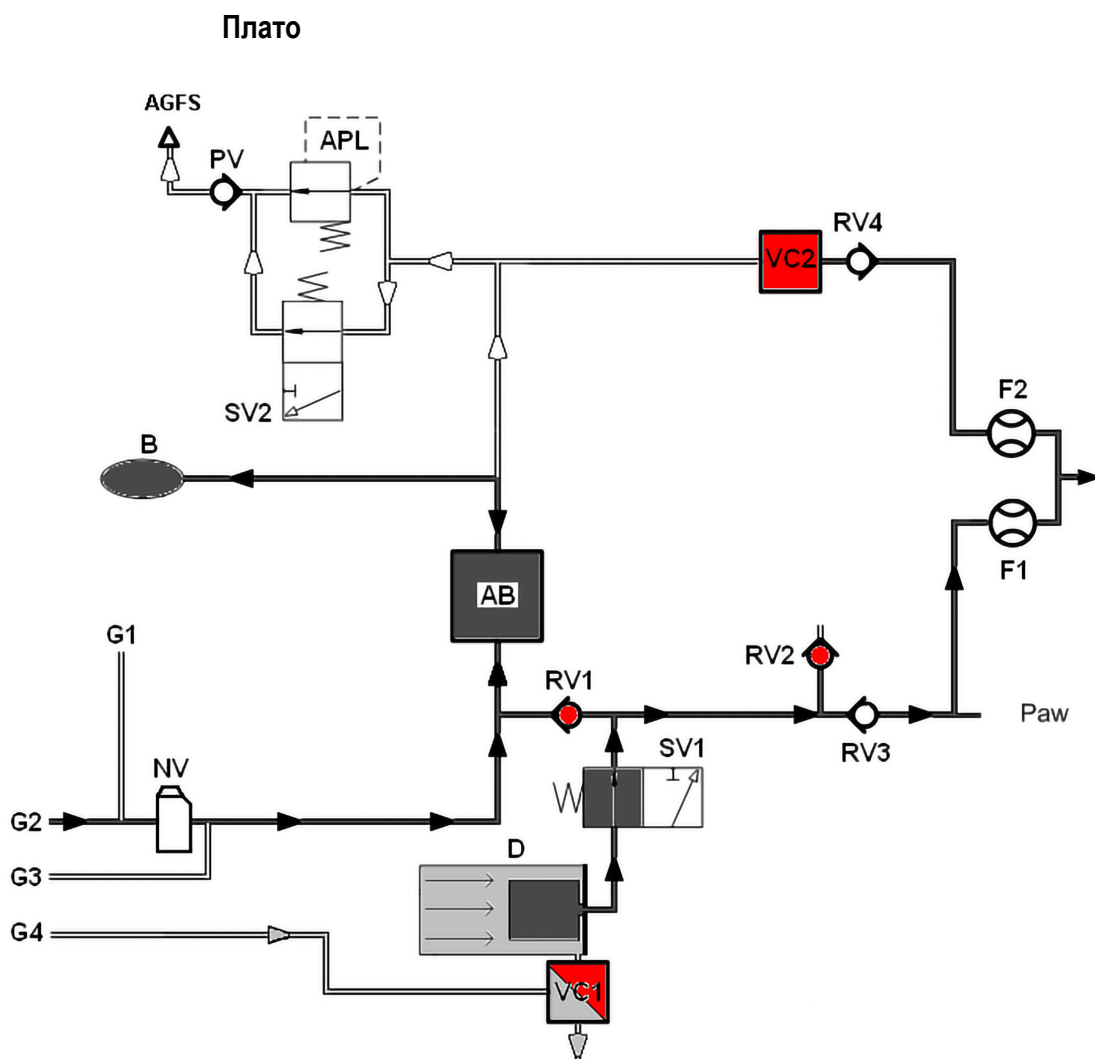 Плато
AGFS
PV
APL
VC2
RV4
SV2
F2
B
F1
AB
G1
RV1
RV2
Paw
NV
SV1
RV3
G2
D
G3
G4
VC1